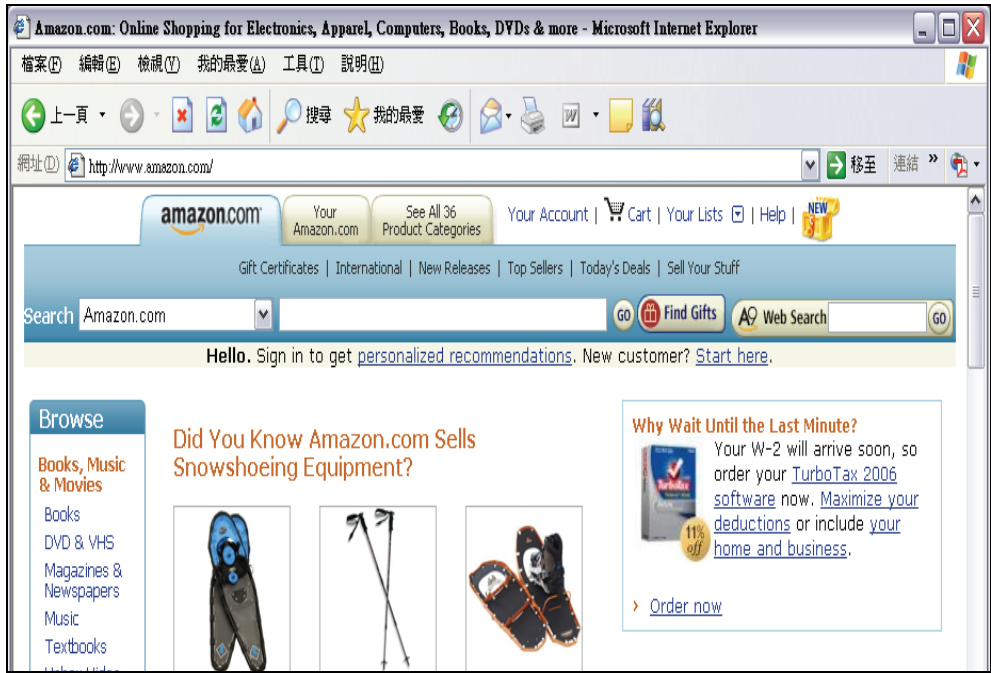 Amazon.com: Online Shopping for Electronics, Apparel, Computers, Books, DVDs & more - Microsoft Internet Explorer
檔案(F) 編輯(E) 檢視(V) 我的最愛(A) 工具(T) 說明(H)
上一頁 搜尋 我的最愛
網址(D) http://www.amazon.com/ 移至 連結 »
amazon.com Your Amazon.com See All 36 Product Categories Your Account | Cart | Your Lists | Help | NEW
Gift Certificates | International | New Releases | Top Sellers | Today's Deals | Sell Your Stuff
Search Amazon.com GO Find Gifts A9 Web Search GO
Hello. Sign in to get personalized recommendations. New customer? Start here.
Browse
Books, Music
& Movies
Books
DVD & VHS
Magazines &
Newspapers
Music
Textbooks
Did You Know Amazon.com Sells
Snowshoeing Equipment?
Why Wait Until the Last Minute?
Your W-2 will arrive soon, so
order your TurboTax 2006
software now. Maximize your
deductions or include your
home and business.
TurboTax
11%
off
› Order now